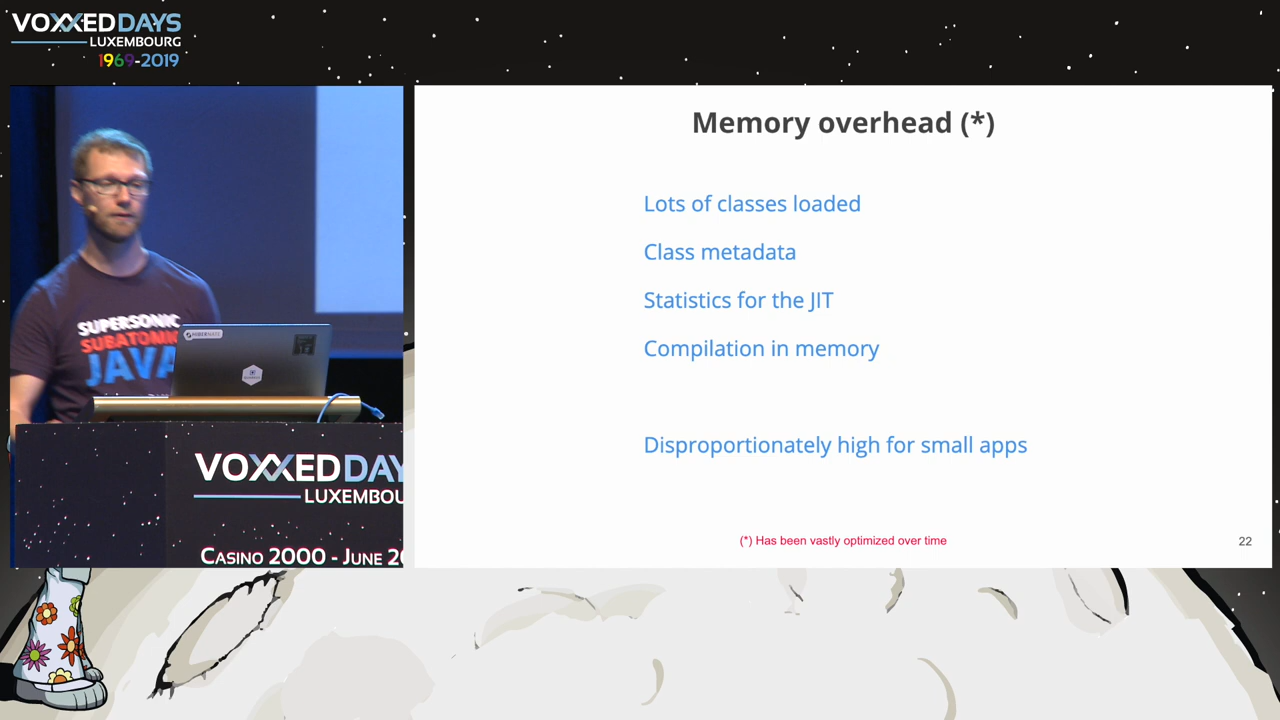 VOXXED DAYS
LUXEMBOURG
1969-2019
Memory overhead (*)
Lots of classes loaded
Class metadata
Statistics for the JIT
Compilation in memory
Disproportionately high for small apps
(*) Has been vastly optimized over time
22
SUPERSONIC
SUBATOMIC
JAVA
HIBERNATE
VOXXED DAY
LUXEMBOU
CASINO 2000 - JUNE 20